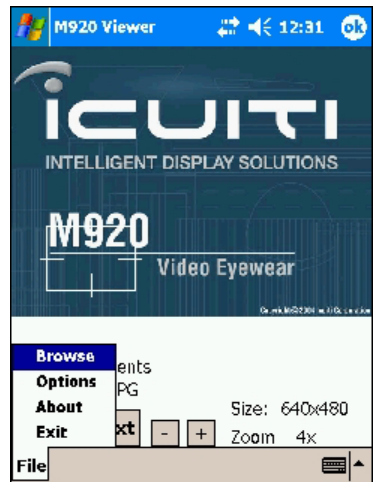 M920 Viewer 12:31 ok
ICUITI
INTELLIGENT DISPLAY SOLUTIONS
M920
Video Eyewear
Browse
Options
About
Exit
ents
PG
xt - +
Size: 640x480
Zoom 4x
File